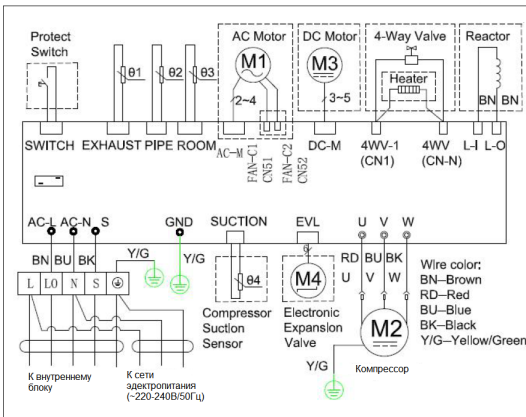 Protect
Switch
θ1
θ2
θ3
AC Motor
M1
2~4
DC Motor
M3
3~5
4-Way Valve
Heater
Reactor
BN
BN
SWITCH
EXHAUST
PIPE
ROOM
AC-M
FAN-C1
CN51
FAN-C2
CN52
DC-M
4WV-1
(CN1)
4WV
(CN-N)
L-I
L-O
AC-L
AC-N
S
GND
SUCTION
EVL
U
V
W
BN
BU
BK
Y/G
Y/G
6
RD
BU
BK
U
V
W
L
LO
N
S
θ4
M4
M2
Compressor
Suction
Sensor
Electronic
Expansion
Valve
Y/G
Компрессор
Wire color:
BN–Brown
RD–Red
BU–Blue
BK–Black
Y/G–Yellow/Green
К внутреннему
блоку
К сети
эдектропитания
(~220-240В/50Гц)